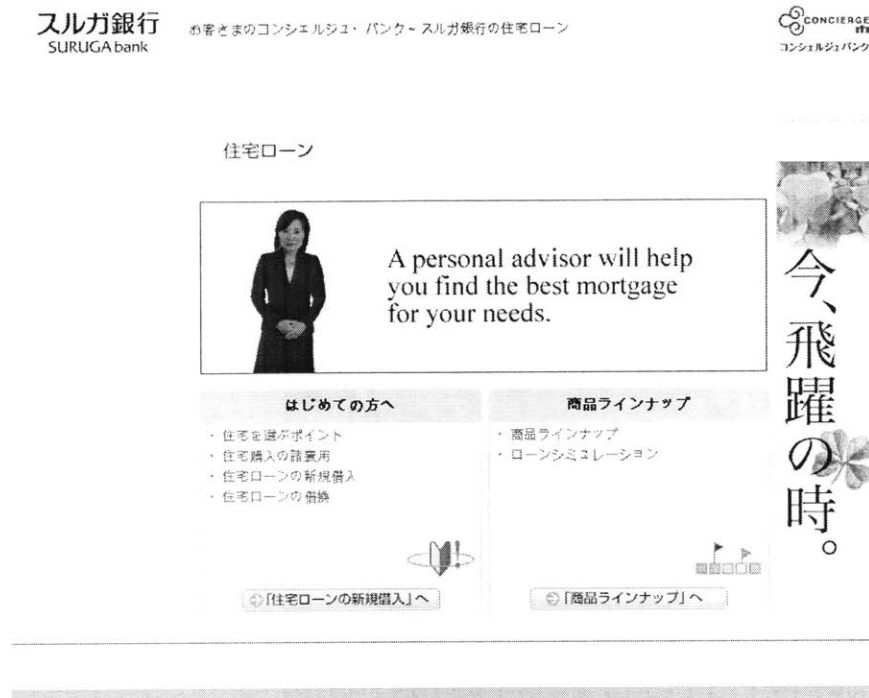 スルガ銀行
SURUGA bank
お客さまのコンシェルジュ・バンク - スルガ銀行の住宅ローン
CONCIERGE
コンシェルジュバンク
住宅ローン
A personal advisor will help
you find the best mortgage
for your needs.
はじめての方へ
・住宅を選ぶポイント
・住宅購入の諸費用
・住宅ローンの新規借入
・住宅ローンの借換
「住宅ローンの新規借入」へ
商品ラインナップ
・商品ラインナップ
・ローンシミュレーション
「商品ラインナップ」へ
今、飛躍の時。